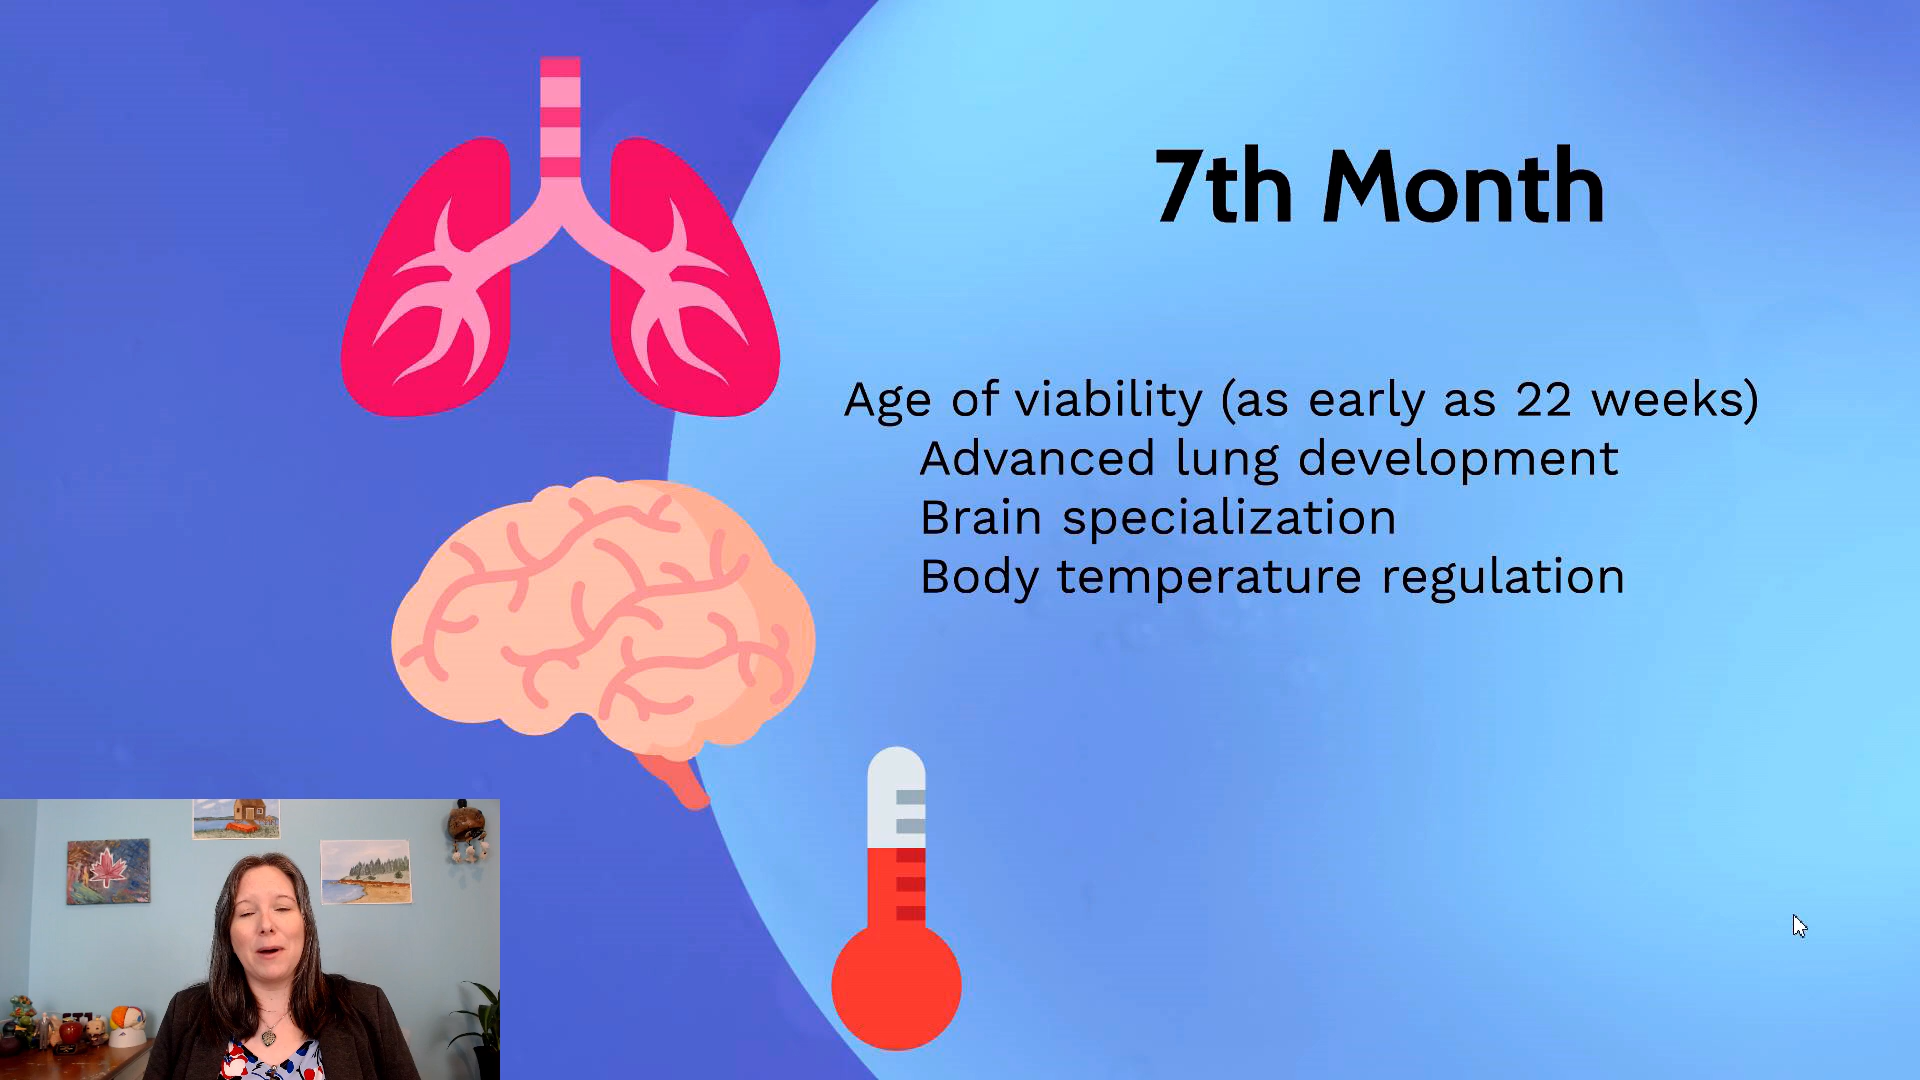 7th Month
Age of viability (as early as 22 weeks)
Advanced lung development
Brain specialization
Body temperature regulation